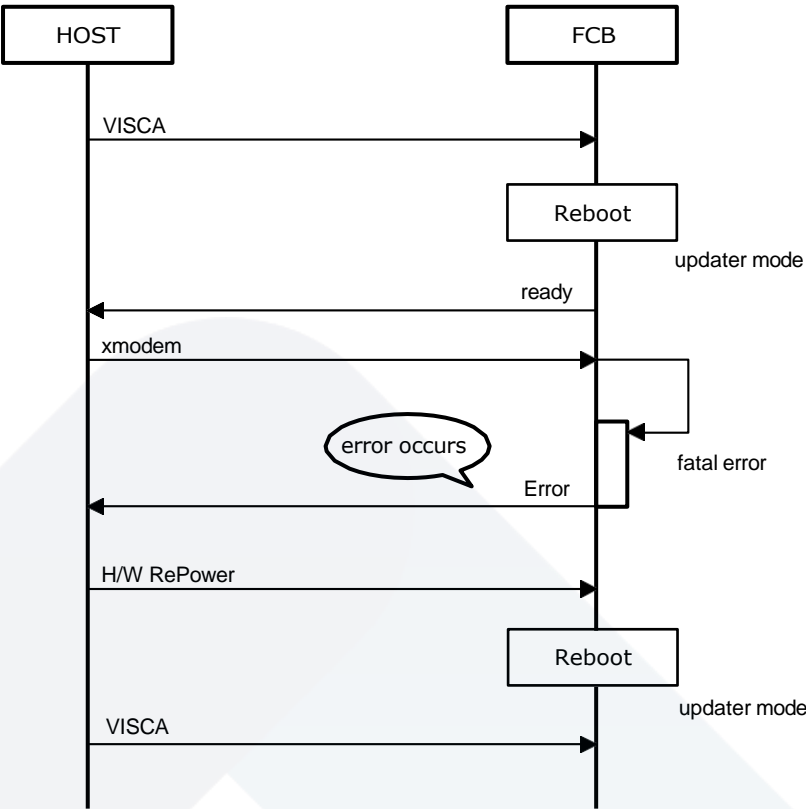 HOST
FCB
VISCA
Reboot
updater mode
ready
xmodem
error occurs
fatal error
Error
H/W RePower
Reboot
updater mode
VISCA